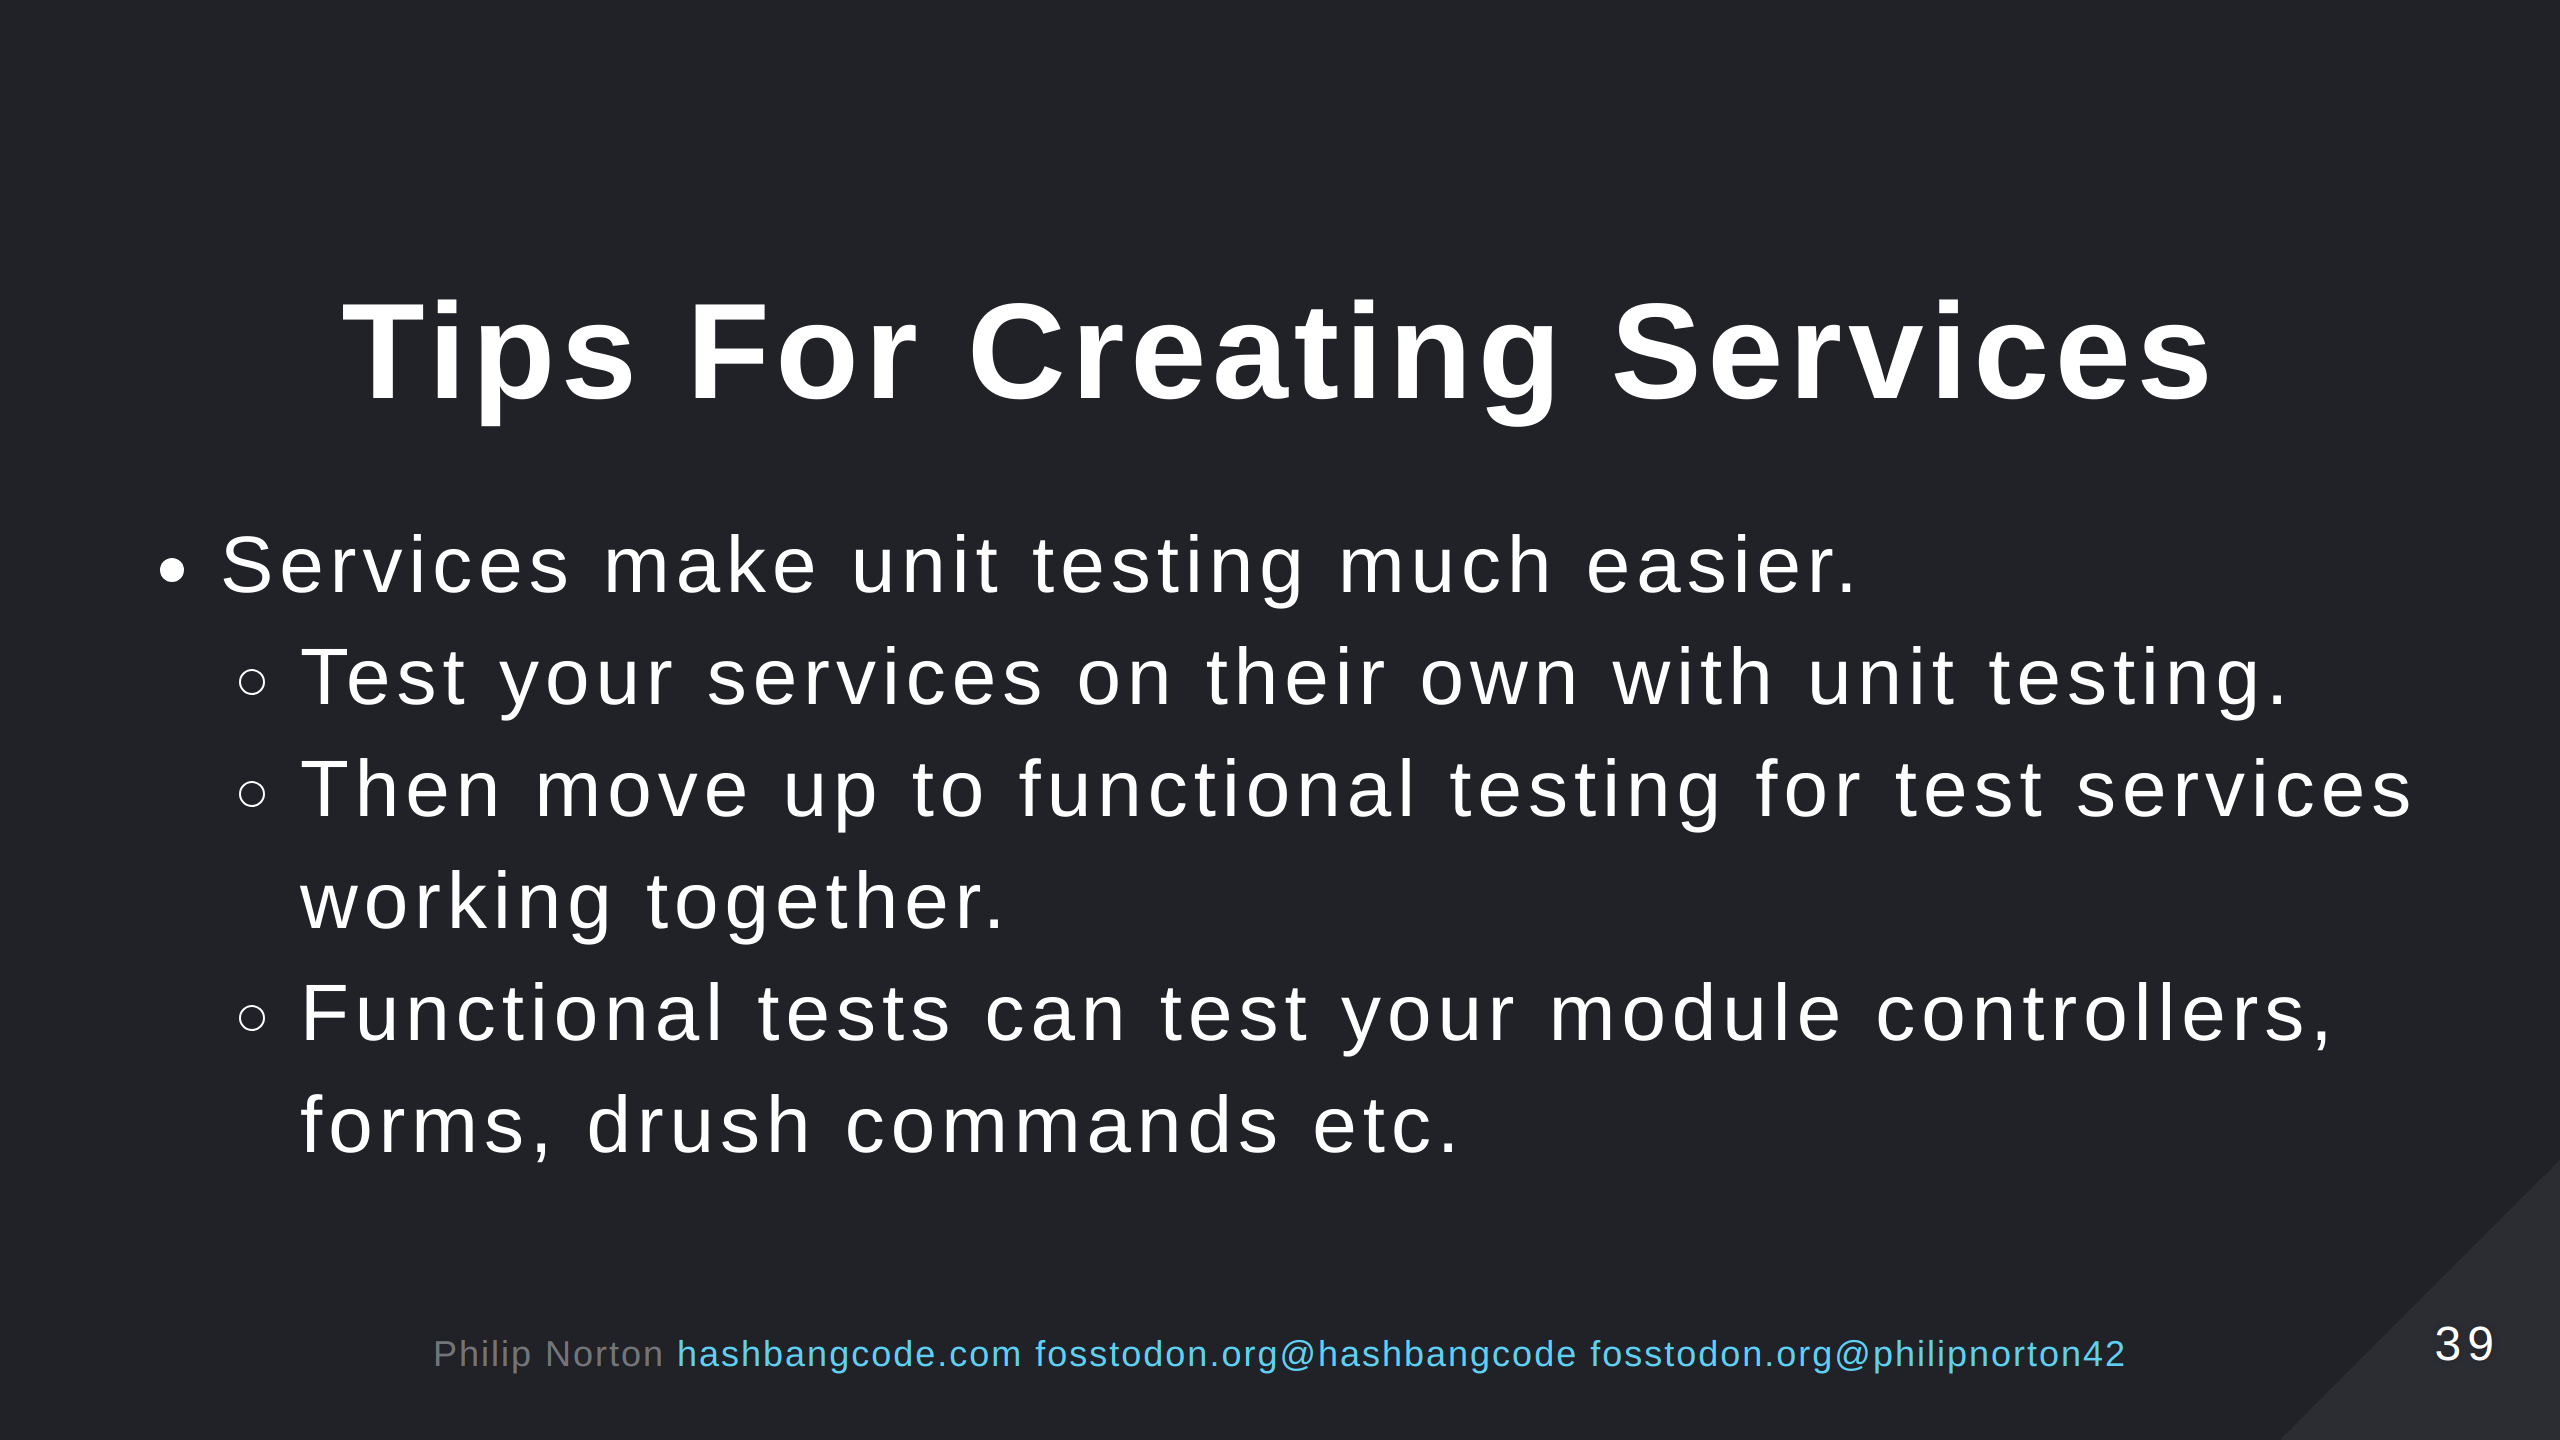 Tips For Creating Services
• Services make unit testing much easier.
○ Test your services on their own with unit testing.
○ Then move up to functional testing for test services
working together.
○ Functional tests can test your module controllers,
forms, drush commands etc.
Philip Norton hashbangcode.com fosstodon.org@hashbangcode fosstodon.org@philipnorton42
39